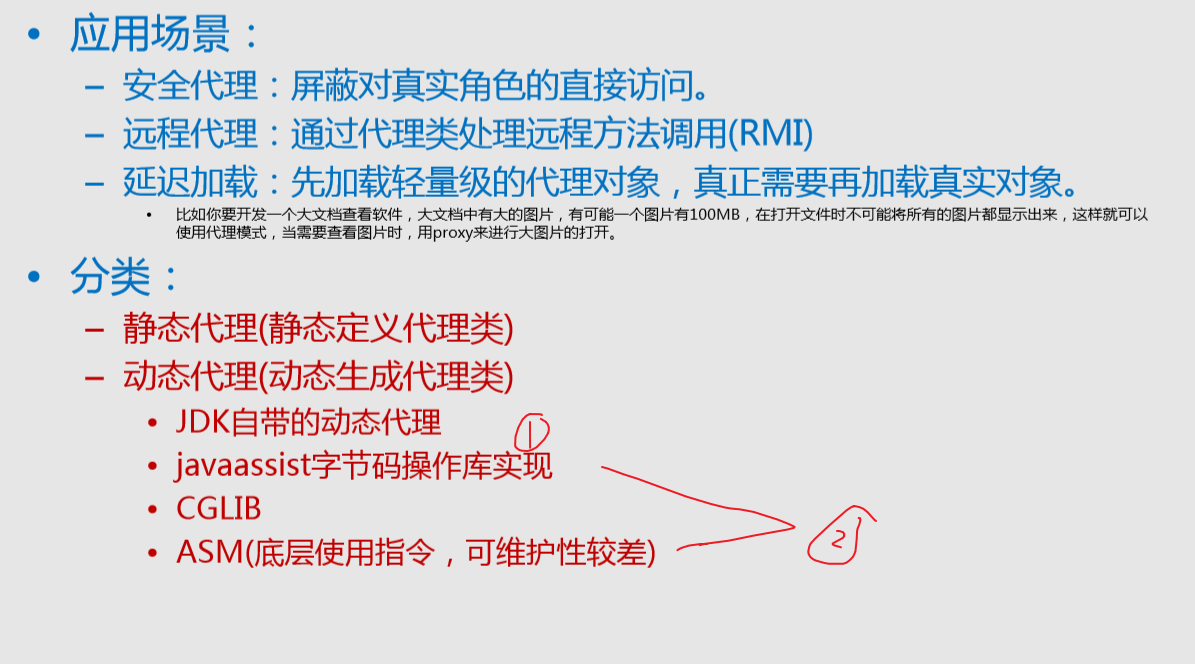 • 应用场景：
– 安全代理：屏蔽对真实角色的直接访问。
– 远程代理：通过代理类处理远程方法调用(RMI)
– 延迟加载：先加载轻量级的代理对象，真正需要再加载真实对象。
• 比如你要开发一个大文档查看软件，大文档中有大的图片，有可能一个图片有100MB，在打开文件时不可能将所有的图片都显示出来，这样就可以
使用代理模式，当需要查看图片时，用proxy来进行大图片的打开。
• 分类：
– 静态代理(静态定义代理类)
– 动态代理(动态生成代理类)
• JDK自带的动态代理
①
• javaassist字节码操作库实现
• CGLIB
②
• ASM(底层使用指令，可维护性较差)